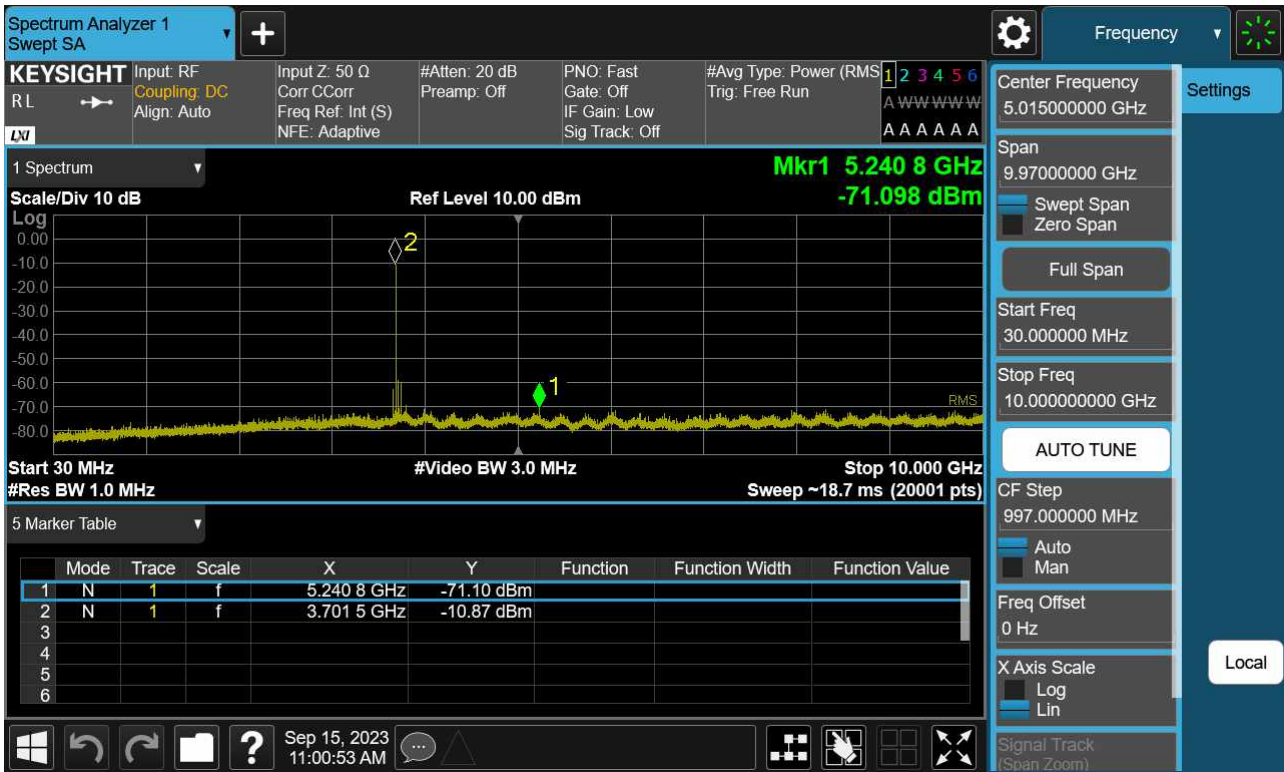 Spectrum Analyzer 1
Swept SA
+
Frequency
KEYSIGHT
RL
LXI
Input: RF
Coupling: DC
Align: Auto
Input Z: 50 Ω
Corr CCorr
Freq Ref: Int (S)
NFE: Adaptive
#Atten: 20 dB
Preamp: Off
PNO: Fast
Gate: Off
IF Gain: Low
Sig Track: Off
#Avg Type: Power (RMS
Trig: Free Run
1 2 3 4 5 6
A W W W W W
A A A A A A
1 Spectrum
Mkr1 5.240 8 GHz
-71.098 dBm
Scale/Div 10 dB
Ref Level 10.00 dBm
Log
0.00
-10.0
-20.0
-30.0
-40.0
-50.0
-60.0
-70.0
-80.0
2
1
RMS
Start 30 MHz
#Video BW 3.0 MHz
Stop 10.000 GHz
#Res BW 1.0 MHz
Sweep ~18.7 ms (20001 pts)
5 Marker Table
Mode Trace Scale X Y Function Function Width Function Value
1 N 1 f 5.240 8 GHz -71.10 dBm
2 N 1 f 3.701 5 GHz -10.87 dBm
3
4
5
6
?
Sep 15, 2023
11:00:53 AM
Center Frequency
5.015000000 GHz
Settings
Span
9.97000000 GHz
Swept Span
Zero Span
Full Span
Start Freq
30.000000 MHz
Stop Freq
10.000000000 GHz
AUTO TUNE
CF Step
997.000000 MHz
Auto
Man
Freq Offset
0 Hz
X Axis Scale
Log
Lin
Local
Signal Track
(Span Zoom)